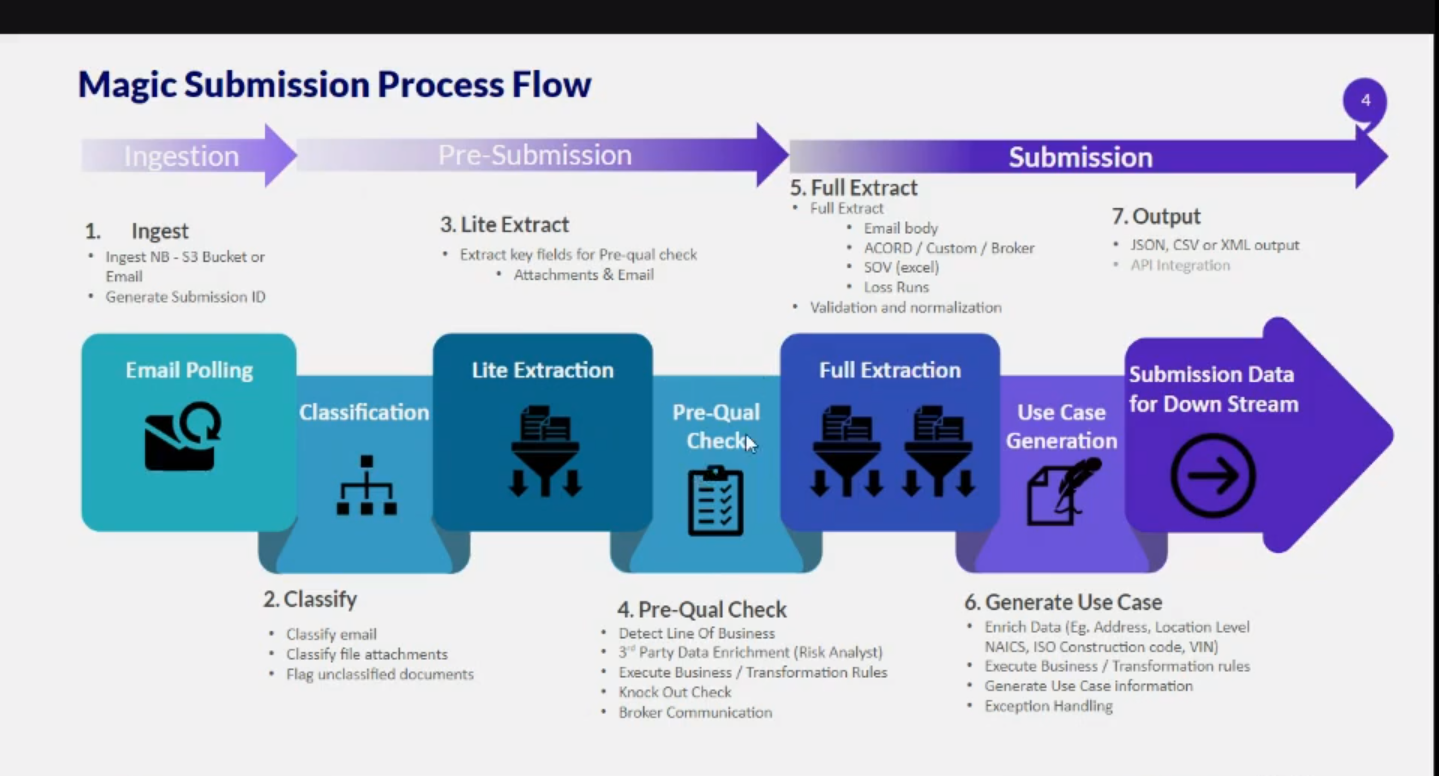 Magic Submission Process Flow
4
Ingestion
Pre-Submission
Submission
1. Ingest
• Ingest NB - S3 Bucket or
Email
• Generate Submission ID
3. Lite Extract
• Extract key fields for Pre-qual check
• Attachments & Email
5. Full Extract
• Full Extract
• Email body
• ACORD / Custom / Broker
• SOV (excel)
• Loss Runs
• Validation and normalization
7. Output
• JSON, CSV or XML output
• API Integration
Email Polling
Classification
Lite Extraction
Pre-Qual
Check
Full Extraction
Use Case
Generation
Submission Data
for Down Stream
2. Classify
• Classify email
• Classify file attachments
• Flag unclassified documents
4. Pre-Qual Check
• Detect Line Of Business
• 3rd Party Data Enrichment (Risk Analyst)
• Execute Business / Transformation Rules
• Knock Out Check
• Broker Communication
6. Generate Use Case
• Enrich Data (Eg. Address, Location Level
NAICS, ISO Construction code, VIN)
• Execute Business / Transformation rules
• Generate Use Case information
• Exception Handling